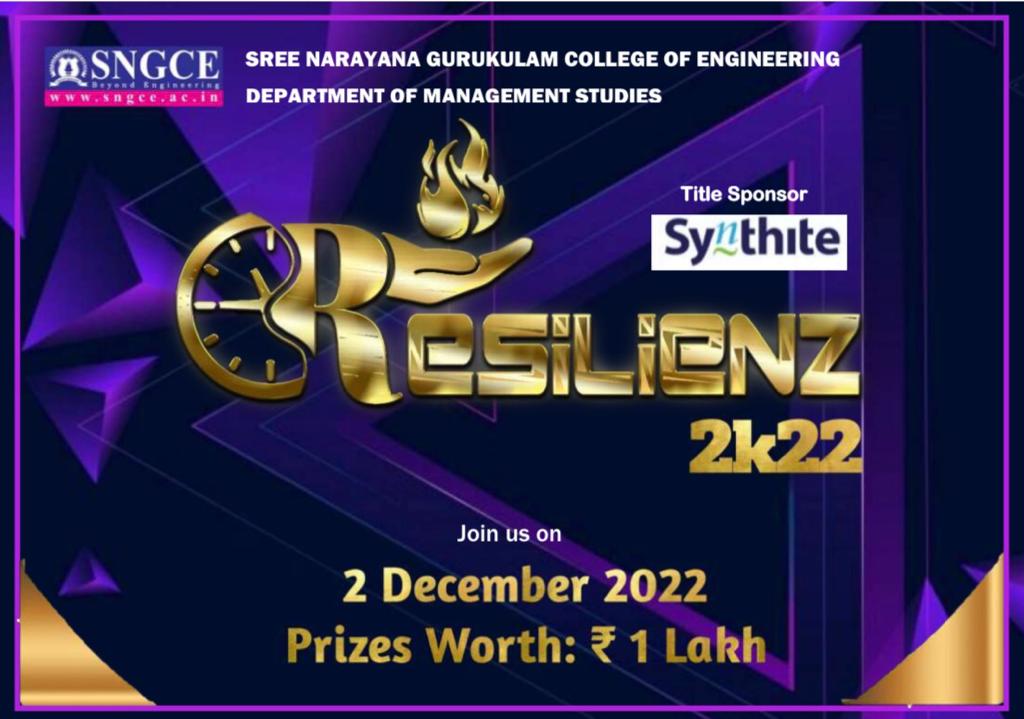 SNGCE
Beyond Engineering
www.sngce.ac.in
SREE NARAYANA GURUKULAM COLLEGE OF ENGINEERING
DEPARTMENT OF MANAGEMENT STUDIES
Title Sponsor
Synthite
ResiLieNZ
2k22
Join us on
2 December 2022
Prizes Worth: ₹ 1 Lakh